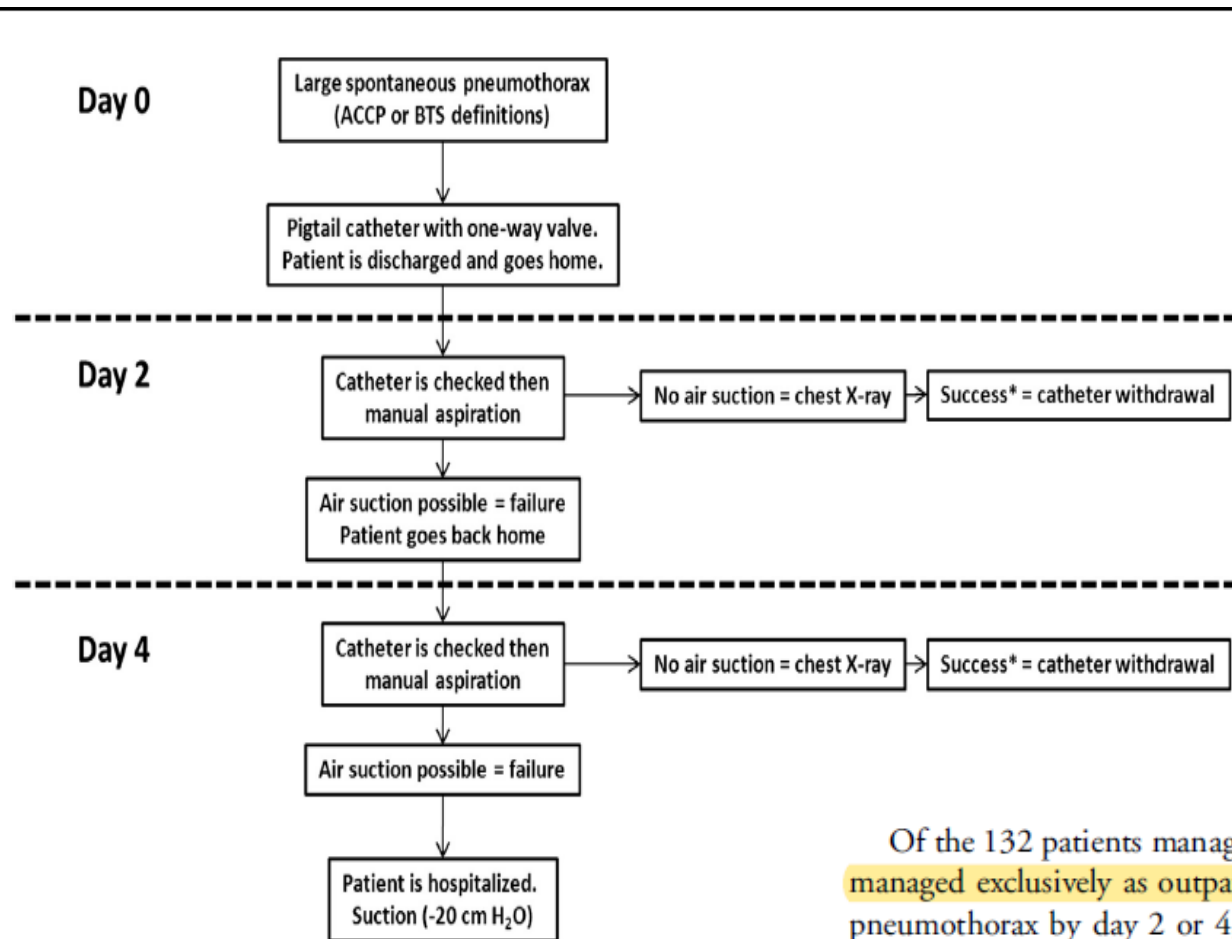 Day 0
Large spontaneous pneumothorax
(ACCP or BTS definitions)
Pigtail catheter with one-way valve.
Patient is discharged and goes home.
Day 2
Catheter is checked then
manual aspiration
No air suction = chest X-ray
Success* = catheter withdrawal
Air suction possible = failure
Patient goes back home
Day 4
Catheter is checked then
manual aspiration
No air suction = chest X-ray
Success* = catheter withdrawal
Air suction possible = failure
Patient is hospitalized.
Suction (-20 cm H₂O)
Of the 132 patients
managed exclusively as
pneumothorax by day 2 or 4